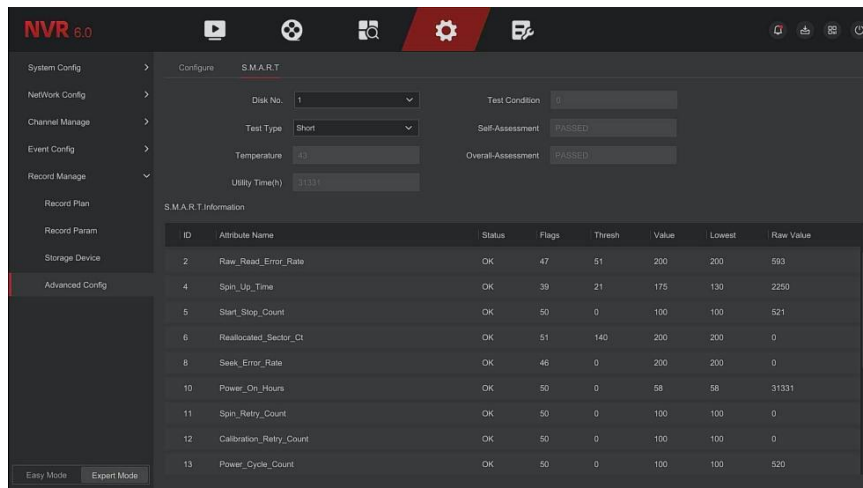 NVR 6.0
System Config >
NetWork Config >
Channel Manage >
Event Config >
Record Manage
Record Plan
Record Param
Storage Device
Advanced Config
Easy Mode Expert Mode
Configure S.M.A.R.T
Disk No. 1 Test Condition 0
Test Type Short Self-Assessment PASSED
Temperature 43 Overall-Assessment PASSED
Utility Time(h) 31331
S.M.A.R.T.Information
ID Attribute Name Status Flags Thresh Value Lowest Raw Value
2 Raw_Read_Error_Rate OK 47 51 200 200 593
4 Spin_Up_Time OK 39 21 175 130 2250
5 Start_Stop_Count OK 50 0 100 100 521
6 Reallocated_Sector_Ct OK 51 140 200 200 0
8 Seek_Error_Rate OK 46 0 200 200 0
10 Power_On_Hours OK 50 0 58 58 31331
11 Spin_Retry_Count OK 50 0 100 100 0
12 Calibration_Retry_Count OK 50 0 100 100 0
13 Power_Cycle_Count OK 50 0 100 100 520